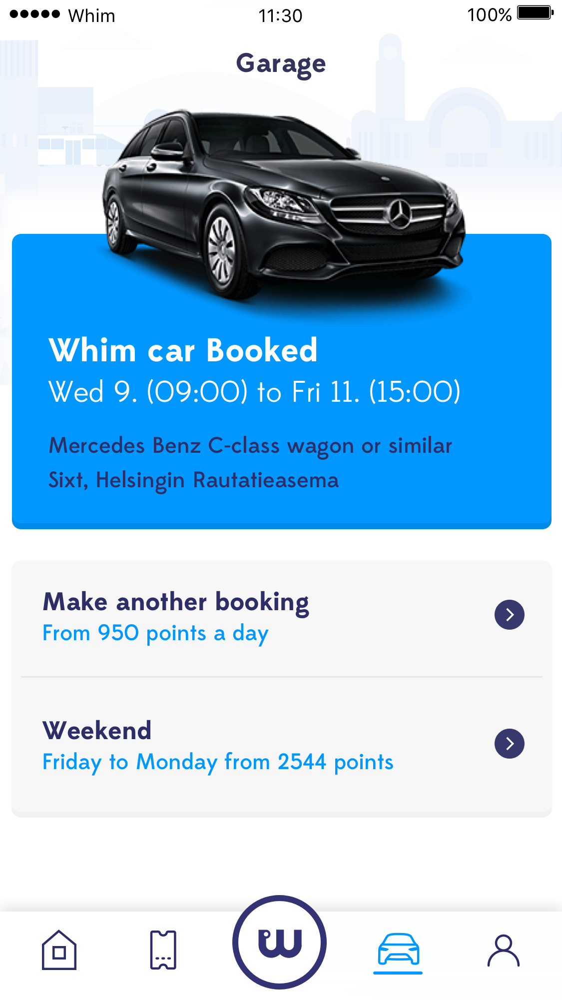 Whim 11:30 100%
Garage
Whim car Booked
Wed 9. (09:00) to Fri 11. (15:00)
Mercedes Benz C-class wagon or similar
Sixt, Helsingin Rautatieasema
Make another booking
From 950 points a day
Weekend
Friday to Monday from 2544 points
w